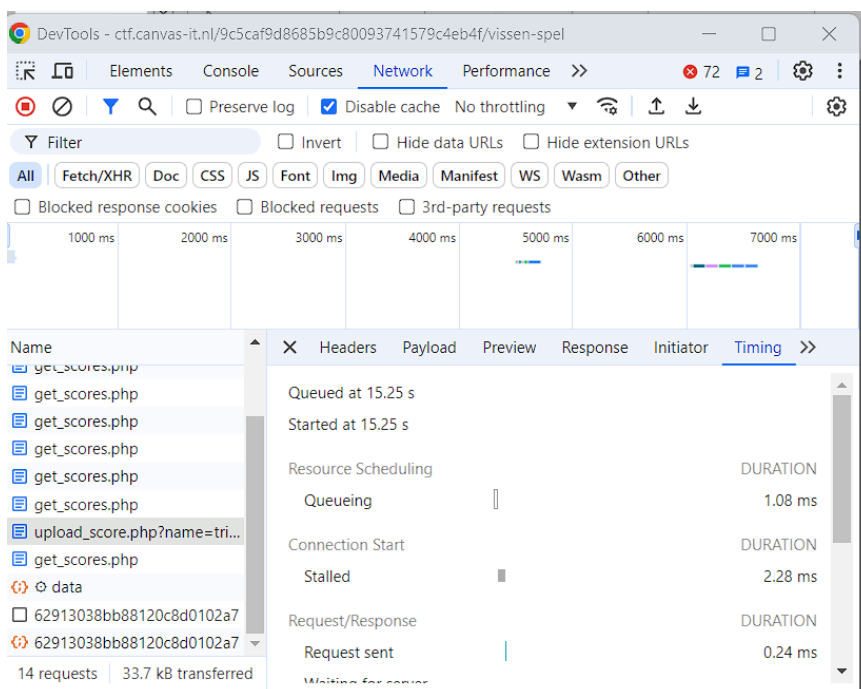 DevTools - ctf.canvas-it.nl/9c5caf9d8685b9c80093741579c4eb4f/vissen-spel
Elements Console Sources Network Performance 72 2
Preserve log Disable cache No throttling
Filter Invert Hide data URLs Hide extension URLs
All Fetch/XHR Doc CSS JS Font Img Media Manifest WS Wasm Other
Blocked response cookies Blocked requests 3rd-party requests
1000 ms 2000 ms 3000 ms 4000 ms 5000 ms 6000 ms 7000 ms
Name Headers Payload Preview Response Initiator Timing
get_scores.php
get_scores.php
get_scores.php
get_scores.php
get_scores.php
get_scores.php
upload_score.php?name=tri...
get_scores.php
data
62913038bb88120c8d0102a7
62913038bb88120c8d0102a7
14 requests 33.7 kB transferred
Queued at 15.25 s
Started at 15.25 s
Resource Scheduling DURATION
Queueing 1.08 ms
Connection Start DURATION
Stalled 2.28 ms
Request/Response DURATION
Request sent 0.24 ms
Waiting for server